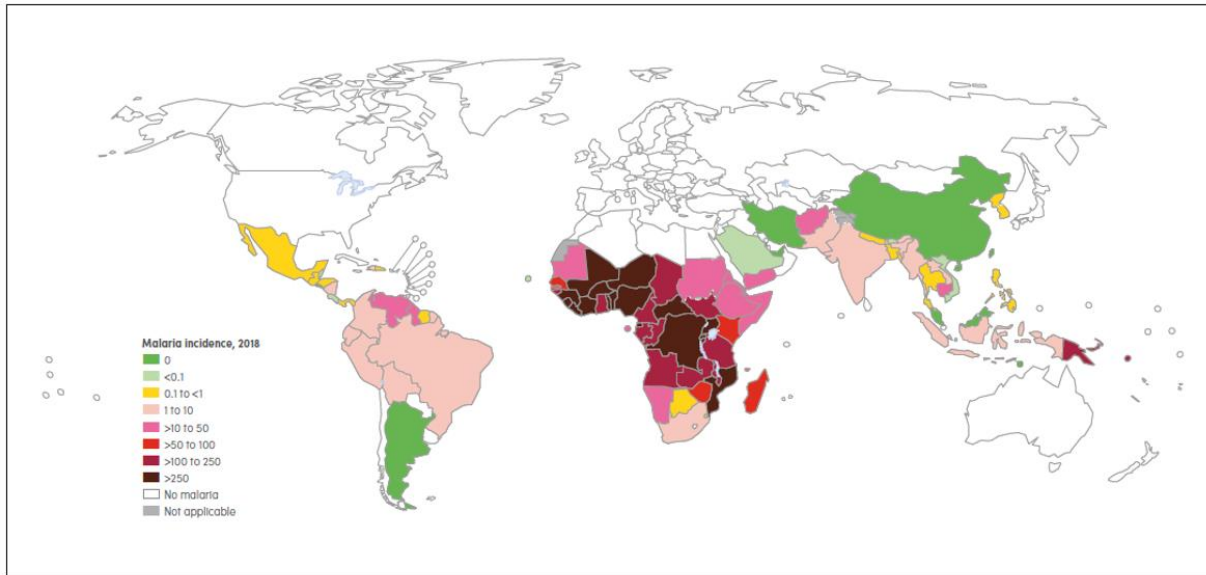 Malaria incidence, 2018
0
<0.1
0.1 to <1
1 to 10
>10 to 50
>50 to 100
>100 to 250
>250
No malaria
Not applicable